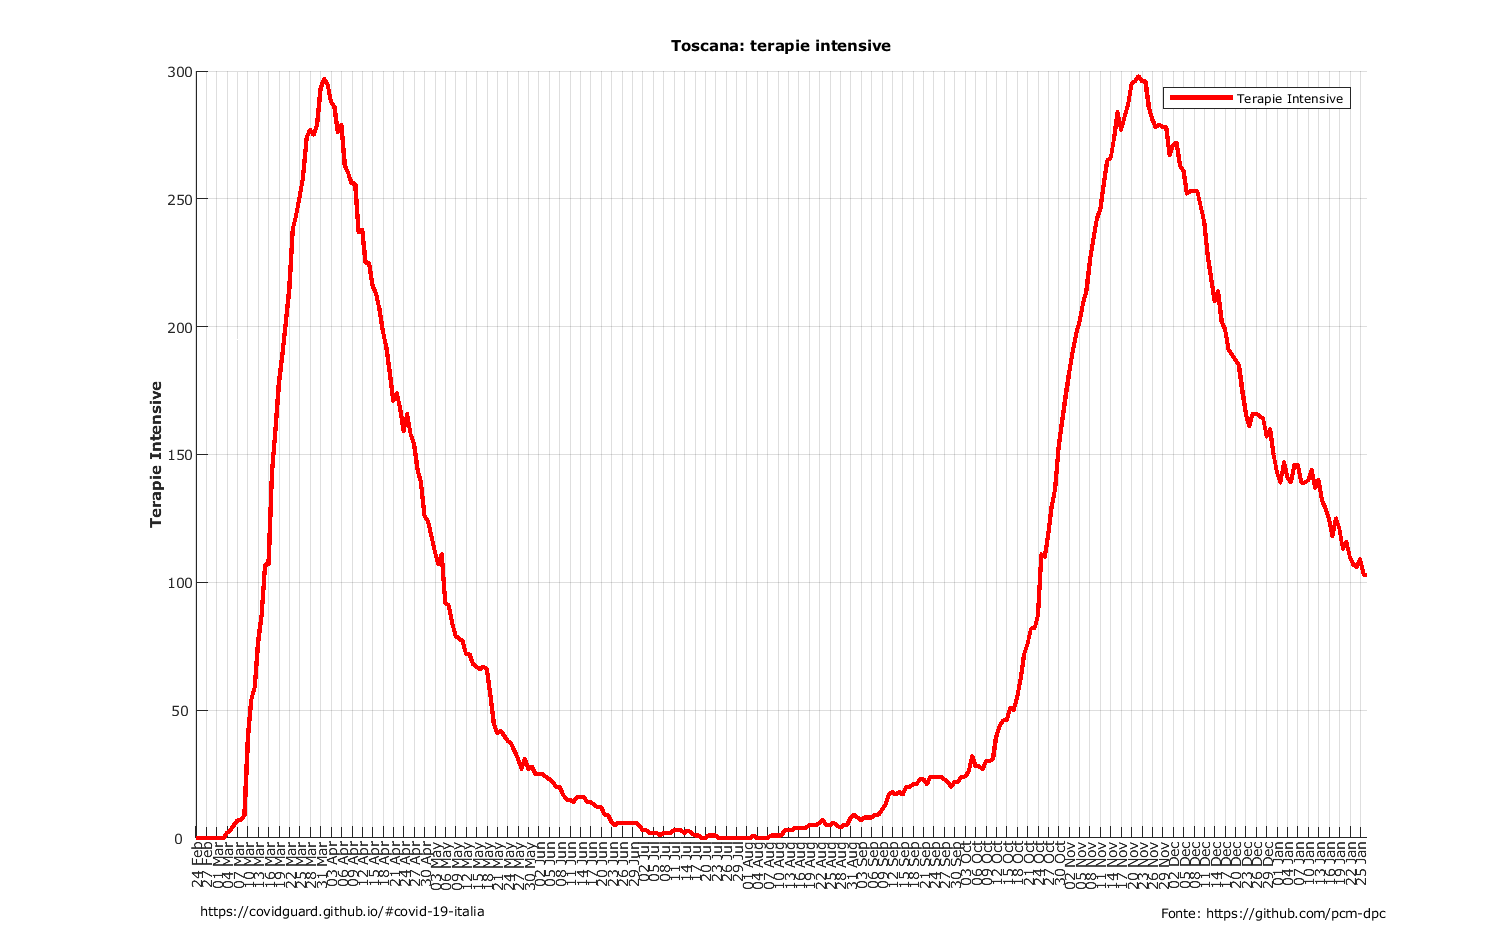 Toscana: terapie intensive
Terapie Intensive
Terapie Intensive
300
250
200
150
100
50
0
24 Feb
27 Feb
01 Mar
04 Mar
07 Mar
10 Mar
13 Mar
16 Mar
19 Mar
22 Mar
25 Mar
28 Mar
31 Mar
03 Apr
06 Apr
09 Apr
12 Apr
15 Apr
18 Apr
21 Apr
24 Apr
27 Apr
30 Apr
03 May
06 May
09 May
12 May
15 May
18 May
21 May
24 May
27 May
30 May
02 Jun
05 Jun
08 Jun
11 Jun
14 Jun
17 Jun
20 Jun
23 Jun
26 Jun
29 Jun
02 Jul
05 Jul
08 Jul
11 Jul
14 Jul
17 Jul
20 Jul
23 Jul
26 Jul
29 Jul
01 Aug
04 Aug
07 Aug
10 Aug
13 Aug
16 Aug
19 Aug
22 Aug
25 Aug
28 Aug
31 Aug
03 Sep
06 Sep
09 Sep
12 Sep
15 Sep
18 Sep
21 Sep
24 Sep
27 Sep
30 Sep
03 Oct
06 Oct
09 Oct
12 Oct
15 Oct
18 Oct
21 Oct
24 Oct
27 Oct
30 Oct
02 Nov
05 Nov
08 Nov
11 Nov
14 Nov
17 Nov
20 Nov
23 Nov
26 Nov
29 Nov
02 Dec
05 Dec
08 Dec
11 Dec
14 Dec
17 Dec
20 Dec
23 Dec
26 Dec
29 Dec
01 Jan
04 Jan
07 Jan
10 Jan
13 Jan
16 Jan
19 Jan
22 Jan
25 Jan
https://covidguard.github.io/#covid-19-italia
Fonte: https://github.com/pcm-dpc